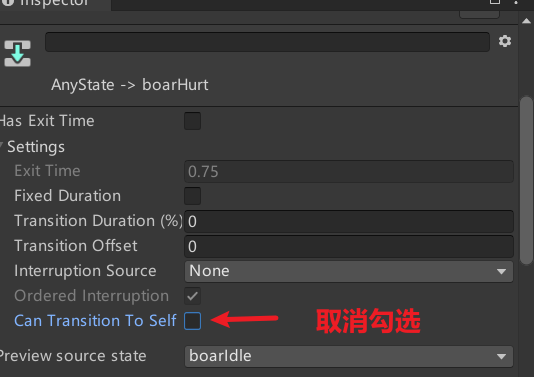 Inspector
AnyState -> boarHurt
Has Exit Time
Settings
Exit Time 0.75
Fixed Duration
Transition Duration (%) 0
Transition Offset 0
Interruption Source None
Ordered Interruption
Can Transition To Self 取消勾选
Preview source state boarIdle